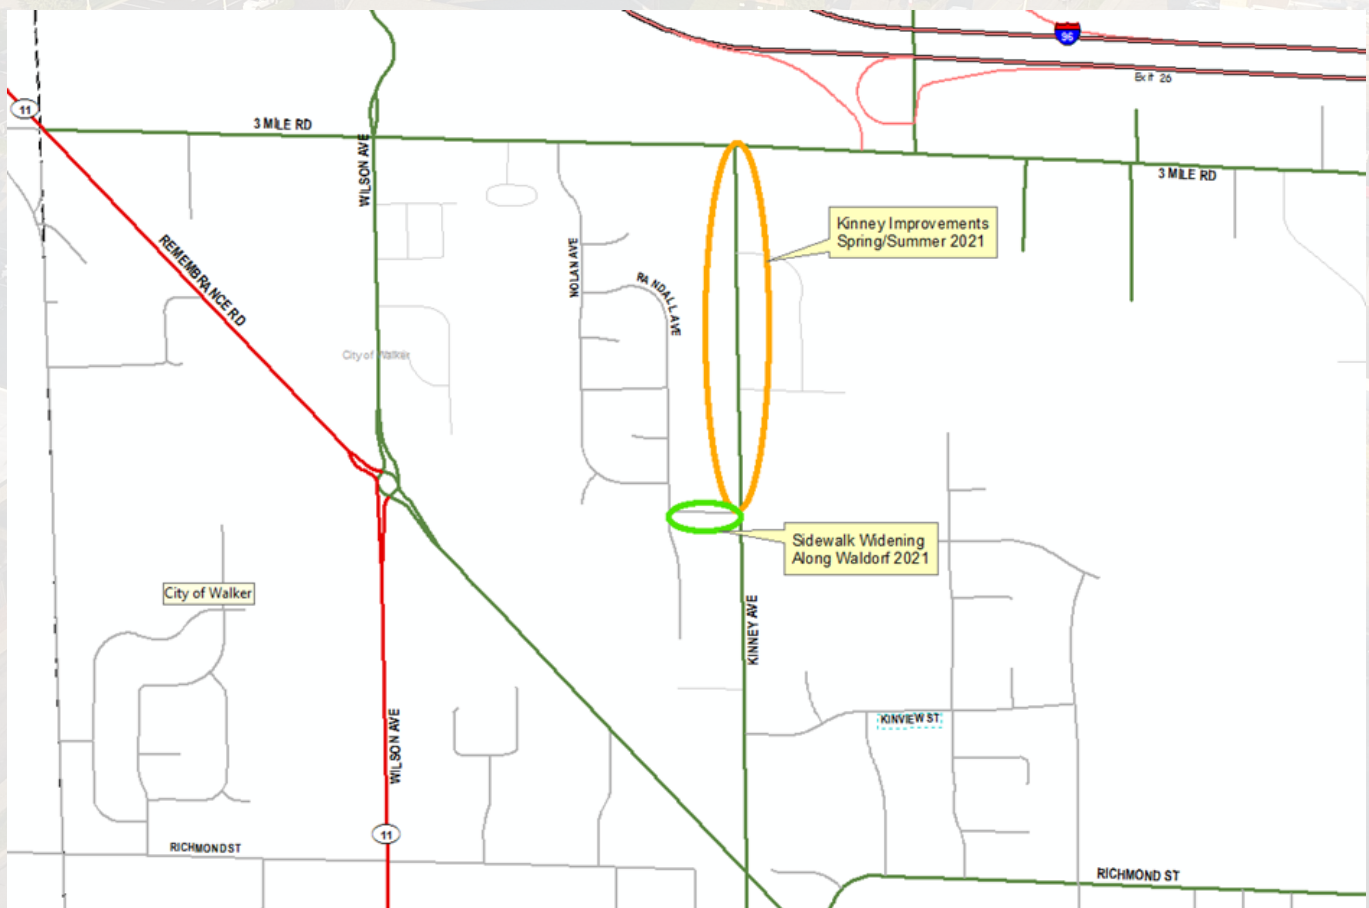 96
Exit 26
11
3 MILE RD
WILSON AVE
3 MILE RD
Kinney Improvements
Spring/Summer 2021
REMEMBRANCE RD
NOLAN AVE
RANDALL AVE
City of Walker
Sidewalk Widening
Along Waldorf 2021
City of Walker
KINNEY AVE
KINVIEW ST
WILSON AVE
11
RICHMOND ST
RICHMOND ST